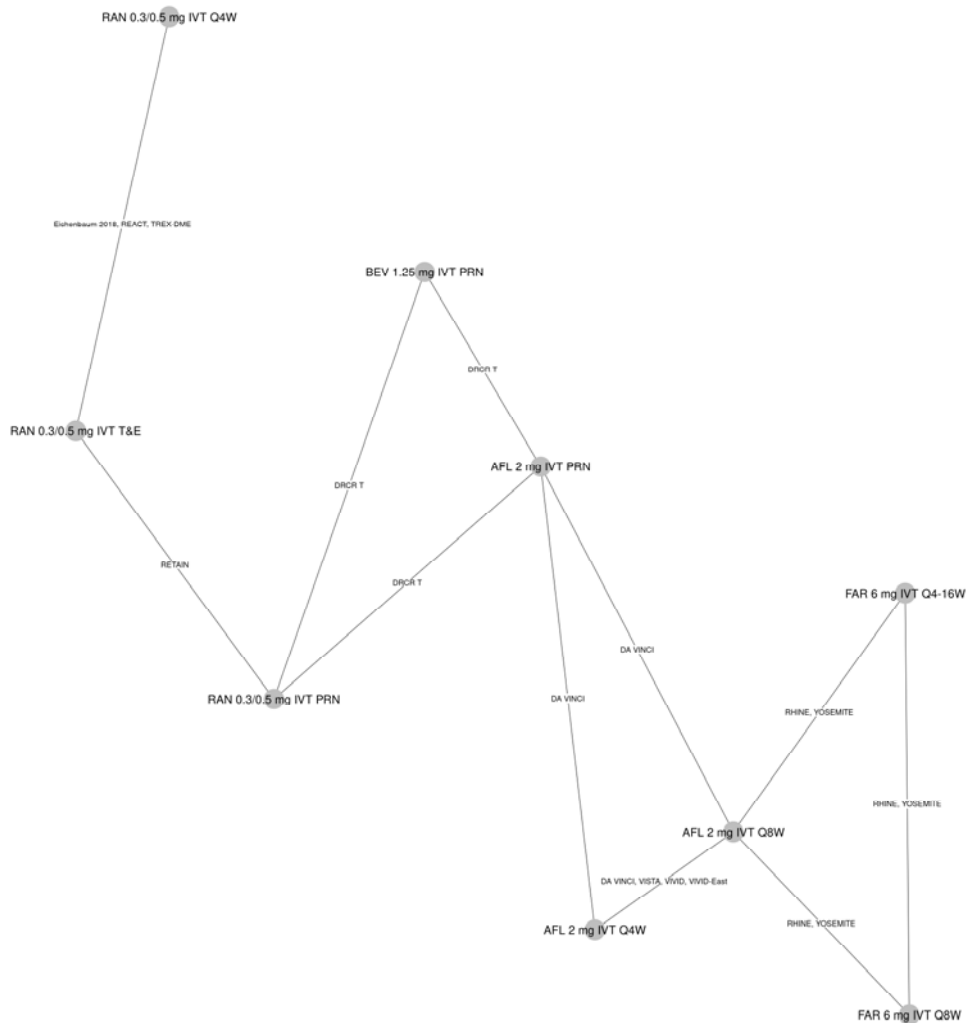 RAN 0.3/0.5 mg IVT Q4W
Eichenbaum 2018, REACT, TREX-DME
BEV 1.25 mg IVT PRN
DRCR T
RAN 0.3/0.5 mg IVT T&E
AFL 2 mg IVT PRN
DRCR T
RETAIN
DRCR T
FAR 6 mg IVT Q4-16W
DA VINCI
RAN 0.3/0.5 mg IVT PRN
DA VINCI
RHINE, YOSEMITE
RHINE, YOSEMITE
AFL 2 mg IVT Q8W
DA VINCI, VISTA, VIVID, VIVID-East
RHINE, YOSEMITE
AFL 2 mg IVT Q4W
FAR 6 mg IVT Q8W